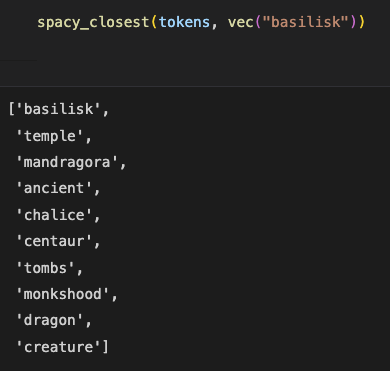 spacy_closest(tokens, vec("basilisk"))
['basilisk',
 'temple',
 'mandragora',
 'ancient',
 'chalice',
 'centaur',
 'tombs',
 'monkshood',
 'dragon',
 'creature']